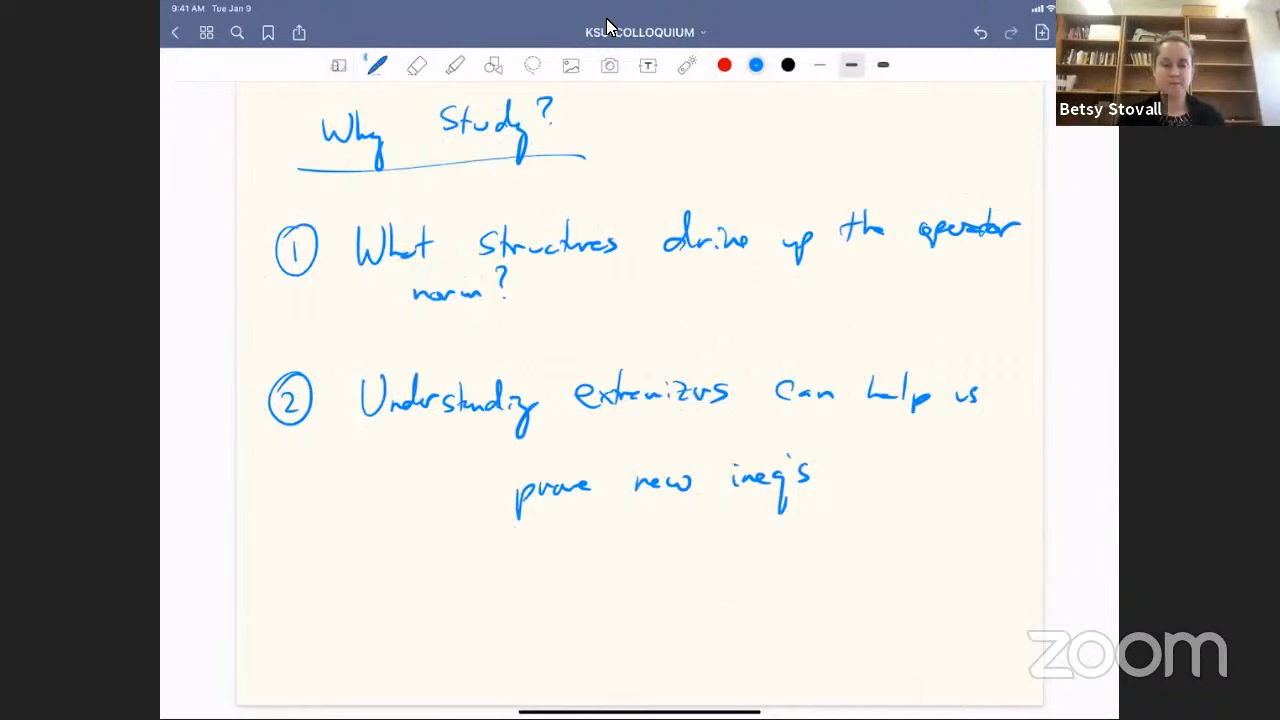 9:41 AM Tue Jan 9
KSU COLLOQUIUM
Betsy Stovall
Why Study?
1 What structures drive up the operator
norm?
2 Understanding extremizers can help us
prove new ineq's
zoom